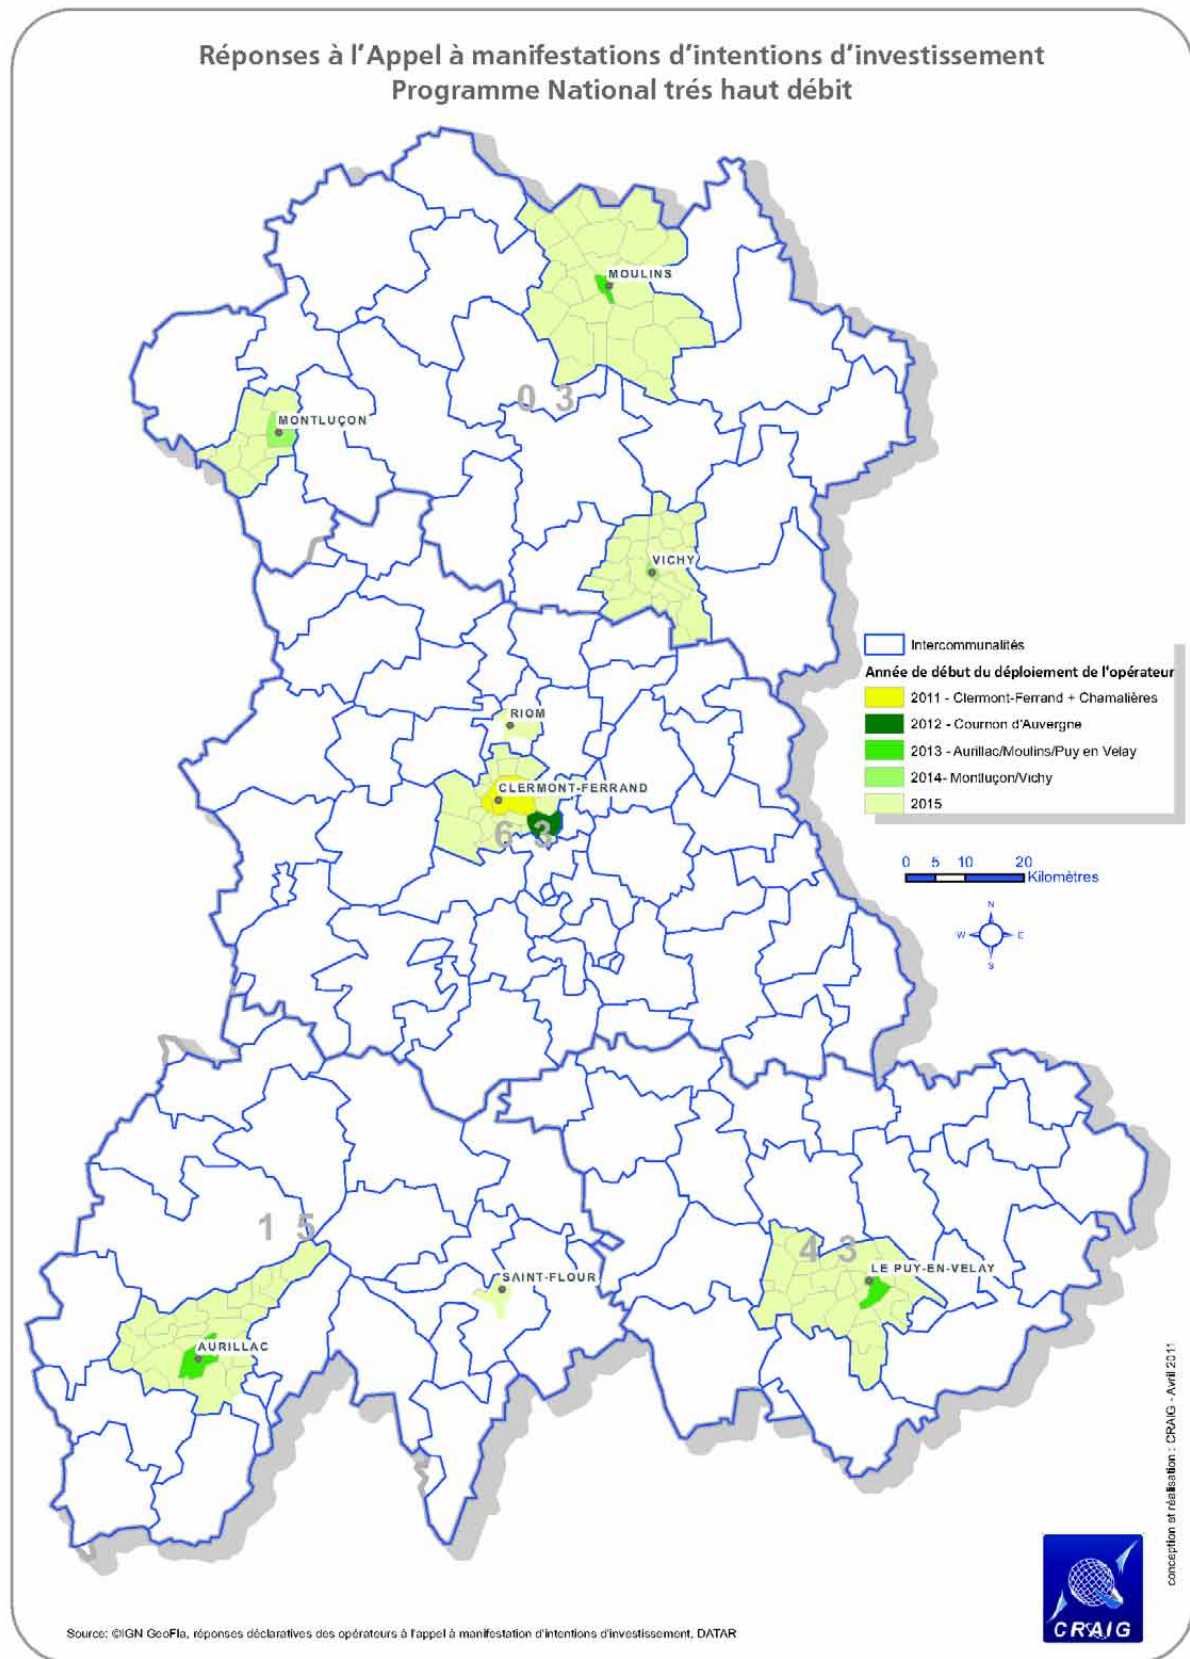 Réponses à l'Appel à manifestations d'intentions d'investissement
Programme National trés haut débit
MOULINS
0 3
MONTLUÇON
VICHY
Intercommunalités
Année de début du déploiement de l'opérateur
2011 - Clermont-Ferrand + Chamalières
2012 - Cournon d'Auvergne
2013 - Aurillac/Moulins/Puy en Velay
2014- Montluçon/Vichy
2015
RIOM
CLERMONT-FERRAND
6 3
0 5 10 20
Kilomètres
N
W E
S
1 5
4 3
LE PUY-EN-VELAY
SAINT-FLOUR
AURILLAC
conception et réalisation : CRAIG - Avril 2011
CRAIG
Source: ©IGN GeoFla, réponses déclaratives des opérateurs à l'appel à manifestation d'intentions d'investissement, DATAR